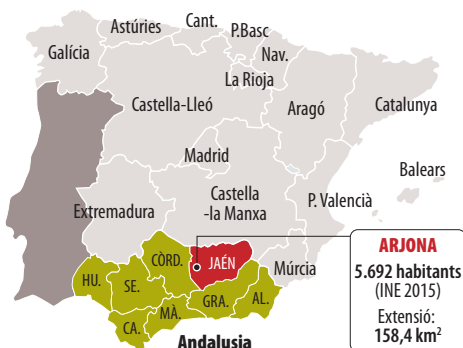 Cant.
Astúries
P.Basc
Galícia
Nav.
La Rioja
Castella-Lleó
Aragó
Catalunya
Madrid
Balears
Extremadura
Castella
-la Manxa
P. Valencià
CÒRD.
JAÉN
Múrcia
HU.
SE.
GRA.
AL.
MÀ.
CA.
Andalusia
ARJONA
5.692 habitants
(INE 2015)
Extensió:
158,4 km²